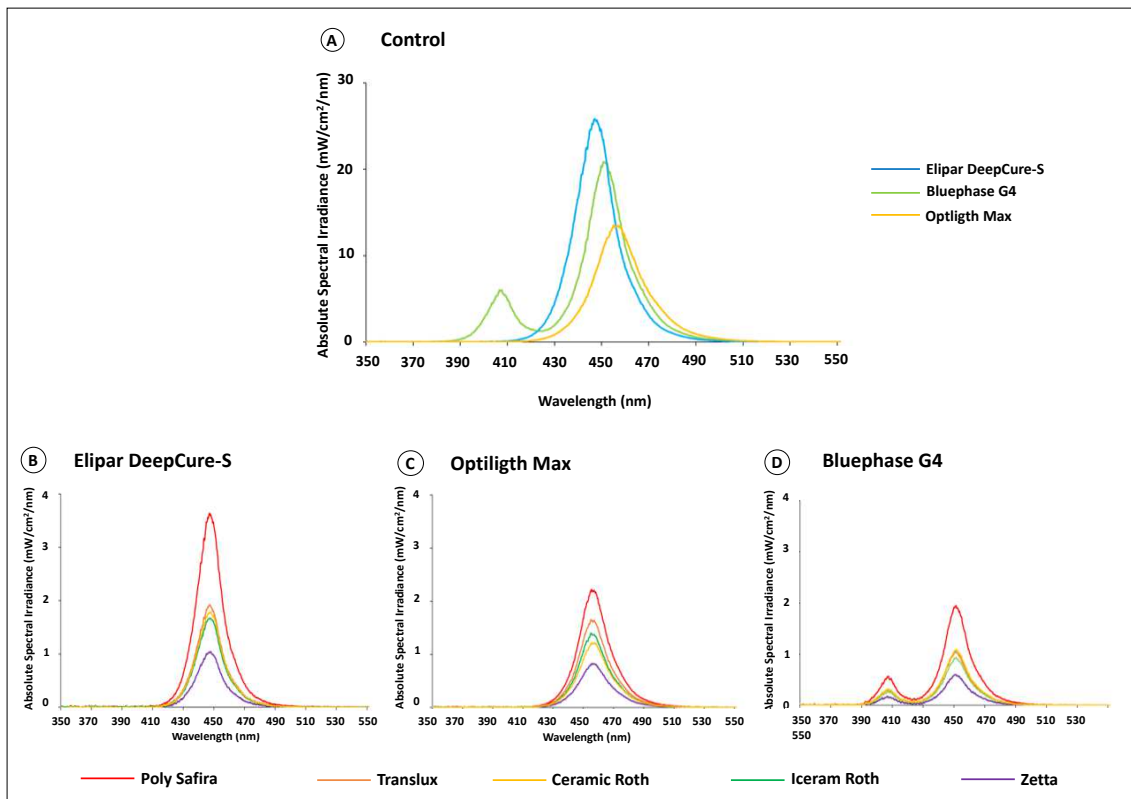 A Control
Absolute Spectral Irradiance (mW/cm²/nm)
30
20
10
0
350 370 390 410 430 450 470 490 510 530 550
Wavelength (nm)
Elipar DeepCure-S
Bluephase G4
Optligth Max
B Elipar DeepCure-S
Absolute Spectral Irradiance (mW/cm²/nm)
4
3
2
1
0
350 370 390 410 430 450 470 490 510 530 550
Wavelength (nm)
C Optiligth Max
Absolute Spectral Irradiance (mW/cm²/nm)
4
3
2
1
0
350 370 390 410 430 450 470 490 510 530 550
Wavelength (nm)
D Bluephase G4
Absolute Spectral Irradiance (mW/cm²/nm)
4
3
2
1
0
350 370 390 410 430 450 470 490 510 530
550
Poly Safira Translux Ceramic Roth Iceram Roth Zetta